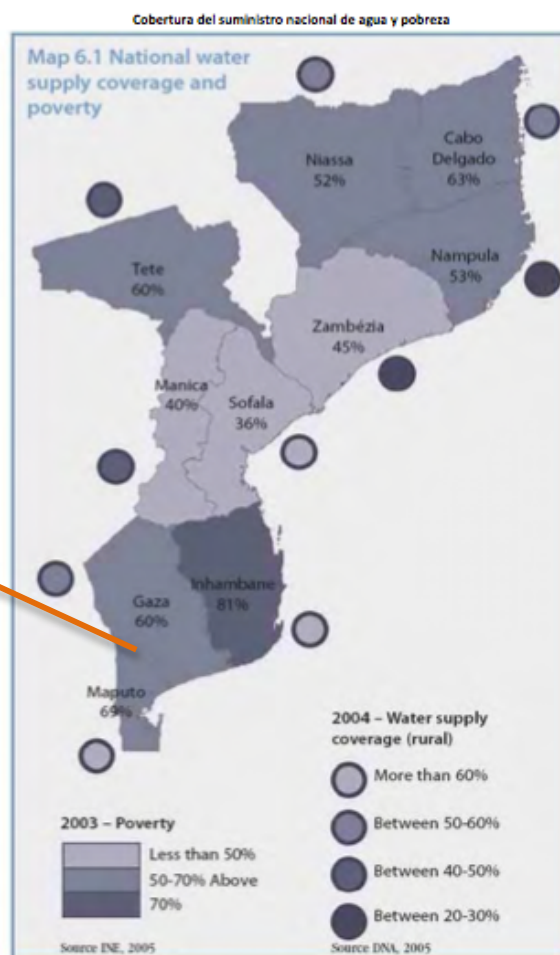 Cobertura del suministro nacional de agua y pobreza
Map 6.1 National water
supply coverage and
poverty
Niassa
52%
Cabo
Delgado
63%
Nampula
53%
Tete
60%
Zambézia
45%
Manica
40%
Sofala
36%
Inhambane
81%
Gaza
60%
Maputo
69%
2003 – Poverty
Less than 50%
50-70% Above
70%
Source INE, 2005
2004 – Water supply
coverage (rural)
More than 60%
Between 50-60%
Between 40-50%
Between 20-30%
Source DNA, 2005